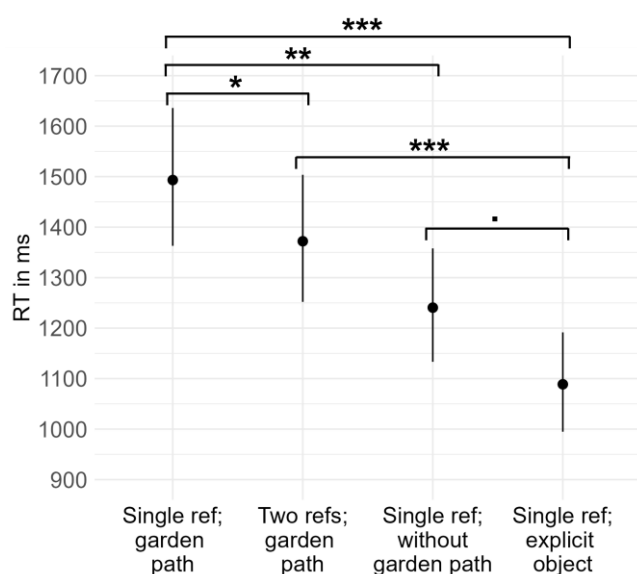 ***
**
*
***
.
1700
1600
1500
1400
1300
1200
1100
1000
900
RT in ms
Single ref;
garden
path
Two refs;
garden
path
Single ref;
without
garden path
Single ref;
explicit
object